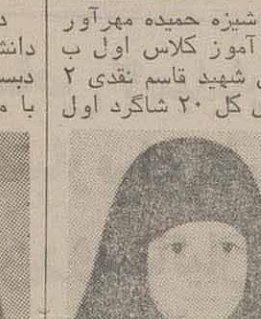 شیزه حمیده مهرآور
آموز کلاس اول ب
شهید قاسم نقدی ۲
کل ۲۰ شاگرد اول
د
دانش
دبس
با م